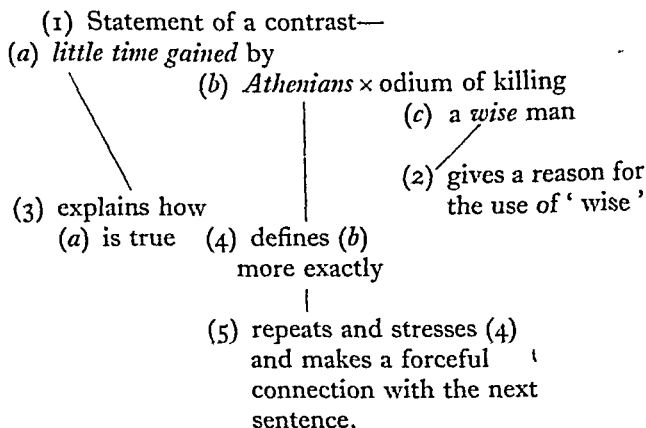 (1) Statement of a contrast—
(a) little time gained by
(b) Athenians × odium of killing
(c) a wise man
(2) gives a reason for
the use of ‘ wise ’
(3) explains how
(a) is true
(4) defines (b)
more exactly
(5) repeats and stresses (4)
and makes a forceful
connection with the next
sentence.